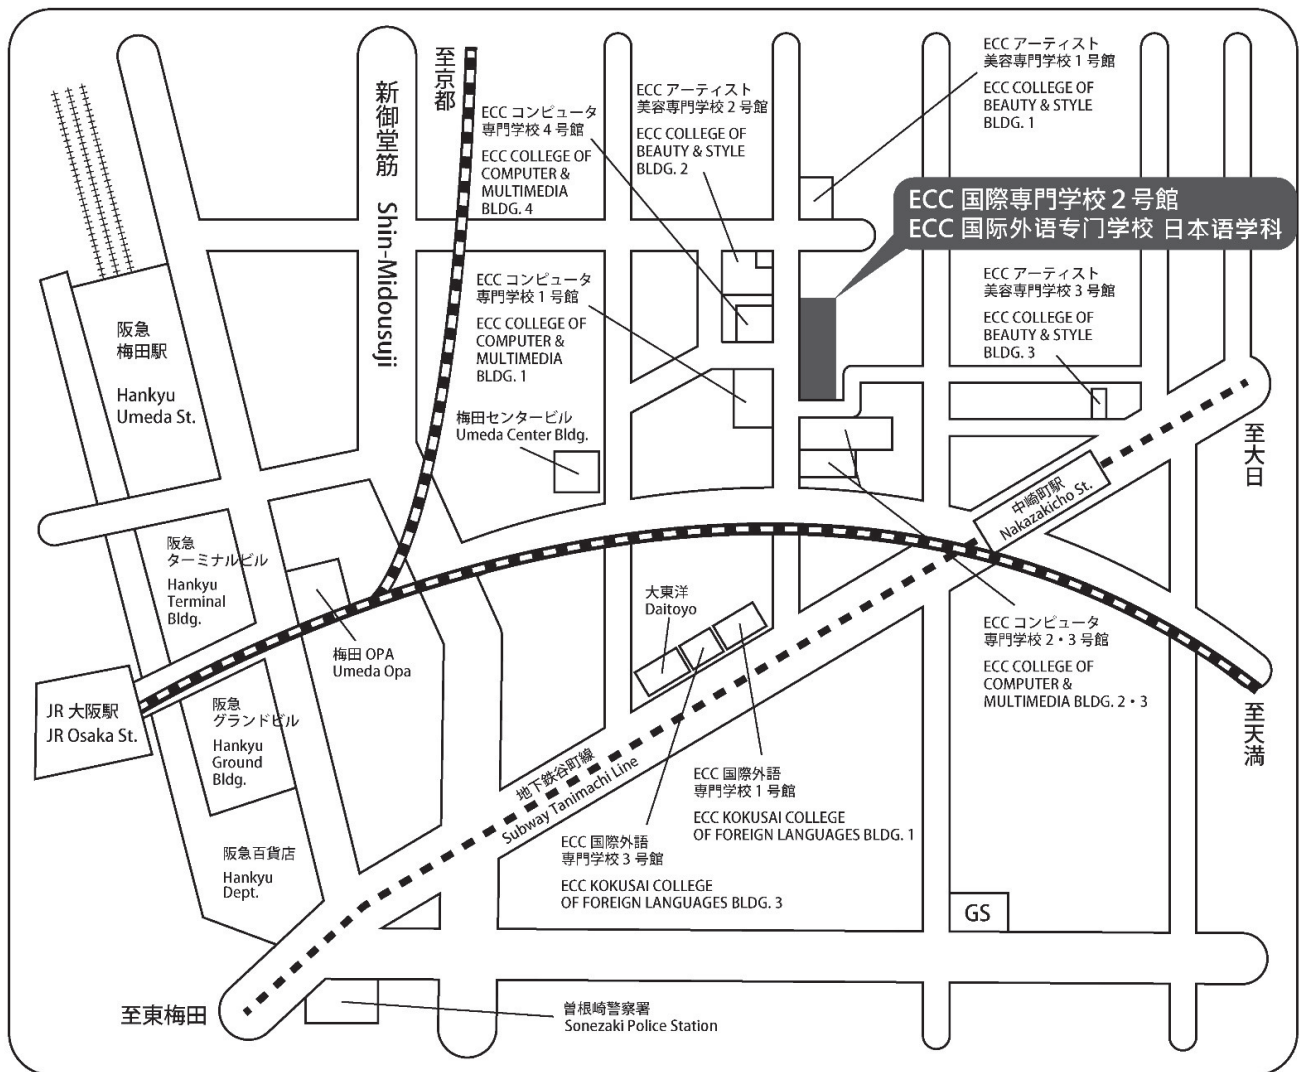 ECC アーティスト
美容専門学校 1 号館
ECC COLLEGE OF
BEAUTY & STYLE
BLDG. 1
至京都
新御堂筋 Shin-Midousuji
ECC コンピュータ
専門学校 4 号館
ECC COLLEGE OF
COMPUTER &
MULTIMEDIA
BLDG. 4
ECC アーティスト
美容専門学校 2 号館
ECC COLLEGE OF
BEAUTY & STYLE
BLDG. 2
ECC 国際専門学校 2 号館
ECC 国际外语专门学校 日本语学科
ECC アーティスト
美容専門学校 3 号館
ECC COLLEGE OF
BEAUTY & STYLE
BLDG. 3
ECC コンピュータ
専門学校 1 号館
ECC COLLEGE OF
COMPUTER &
MULTIMEDIA
BLDG. 1
阪急
梅田駅
Hankyu
Umeda St.
梅田センタービル
Umeda Center Bldg.
至大日
中崎町駅
Nakazakicho St.
阪急
ターミナルビル
Hankyu
Terminal
Bldg.
大東洋
Daitoyo
ECC コンピュータ
専門学校 2・3 号館
ECC COLLEGE OF
COMPUTER &
MULTIMEDIA BLDG. 2・3
梅田 OPA
Umeda Opa
JR 大阪駅
JR Osaka St.
阪急
グランドビル
Hankyu
Ground
Bldg.
至天満
地下鉄谷町線
Subway Tanimachi Line
ECC 国際外語
専門学校 1 号館
ECC KOKUSAI COLLEGE
OF FOREIGN LANGUAGES BLDG. 1
ECC 国際外語
専門学校 3 号館
ECC KOKUSAI COLLEGE
OF FOREIGN LANGUAGES BLDG. 3
阪急百貨店
Hankyu
Dept.
GS
至東梅田
曽根崎警察署
Sonezaki Police Station